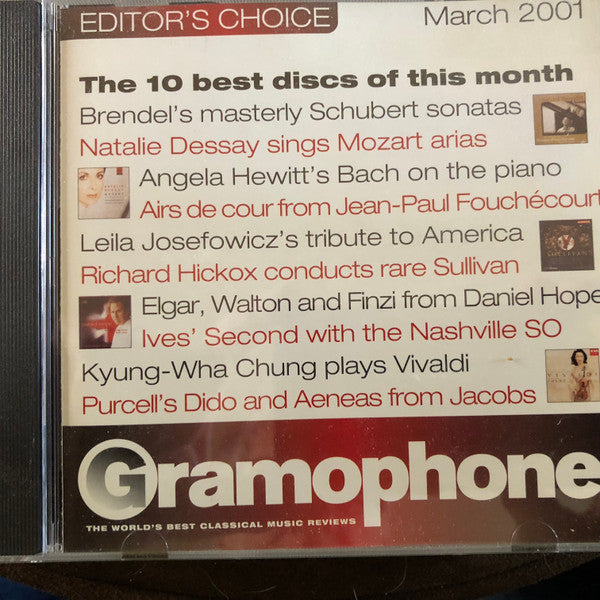 EDITOR'S CHOICE
March 2001
The 10 best discs of this month
Brendel's masterly Schubert sonatas
Natalie Dessay sings Mozart arias
Angela Hewitt's Bach on the piano
Airs de cour from Jean-Paul Fouchécourt
Leila Josefowicz's tribute to America
Richard Hickox conducts rare Sullivan
Elgar, Walton and Finzi from Daniel Hope
Ives' Second with the Nashville SO
Kyung-Wha Chung plays Vivaldi
Purcell's Dido and Aeneas from Jacobs
Gramophone
THE WORLD'S BEST CLASSICAL MUSIC REVIEWS